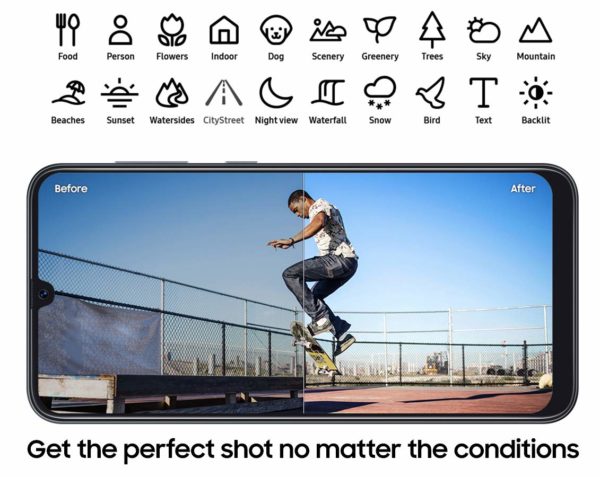 Food Person Flowers Indoor Dog Scenery Greenery Trees Sky Mountain
Beaches Sunset Watersides CityStreet Night view Waterfall Snow Bird Text Backlit
Before After
Get the perfect shot no matter the conditions